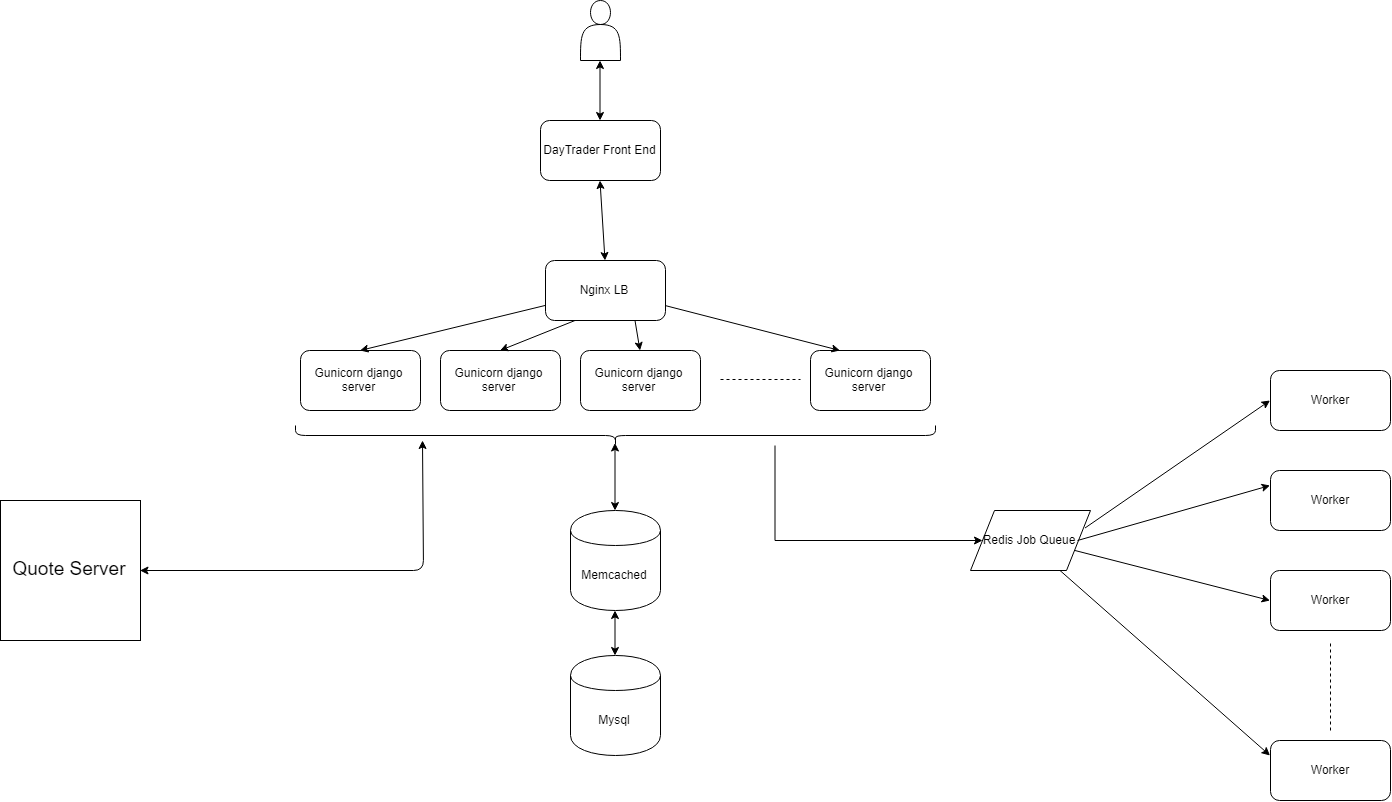 DayTrader Front End
Nginx LB
Gunicorn django
server
Gunicorn django
server
Gunicorn django
server
Gunicorn django
server
Worker
Worker
Quote Server
Redis Job Queue
Memcached
Worker
Mysql
Worker